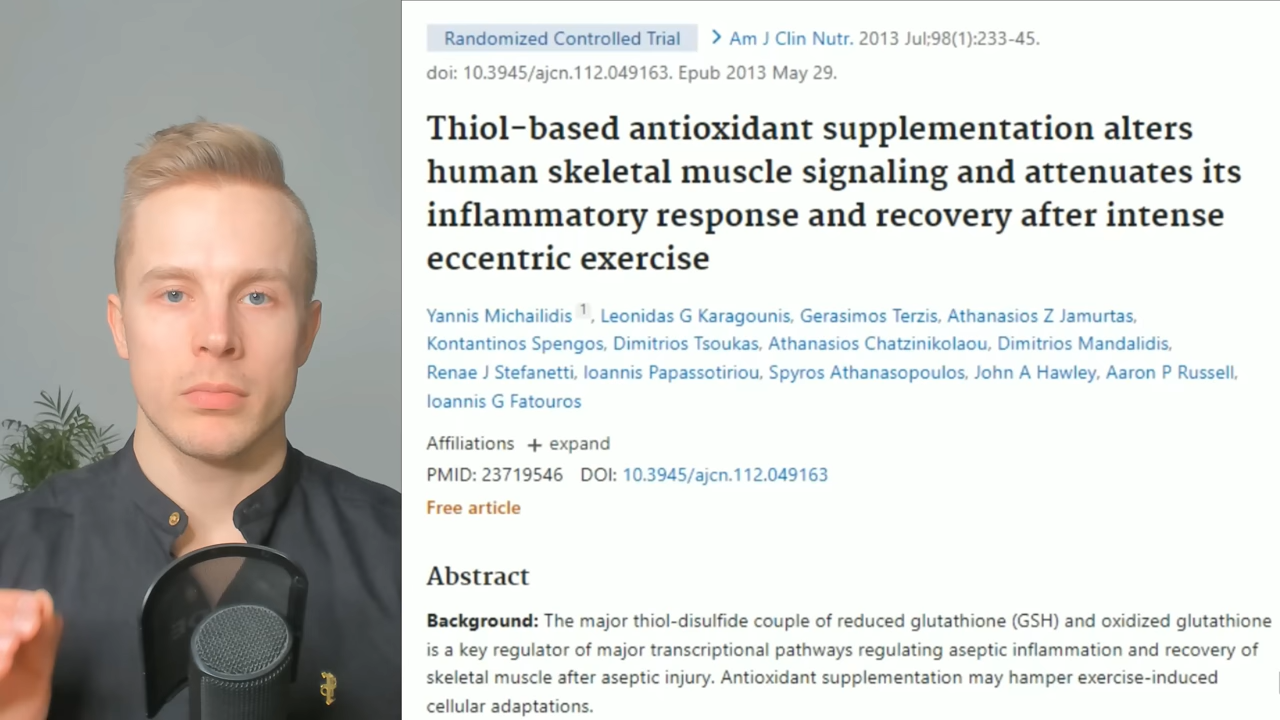 Randomized Controlled Trial > Am J Clin Nutr. 2013 Jul;98(1):233-45.
doi: 10.3945/ajcn.112.049163. Epub 2013 May 29.
Thiol-based antioxidant supplementation alters
human skeletal muscle signaling and attenuates its
inflammatory response and recovery after intense
eccentric exercise
Yannis Michailidis 1, Leonidas G Karagounis, Gerasimos Terzis, Athanasios Z Jamurtas,
Kontantinos Spengos, Dimitrios Tsoukas, Athanasios Chatzinikolaou, Dimitrios Mandalidis,
Renae J Stefanetti, Ioannis Papassotiriou, Spyros Athanasopoulos, John A Hawley, Aaron P Russell,
Ioannis G Fatouros
Affiliations + expand
PMID: 23719546 DOI: 10.3945/ajcn.112.049163
Free article
Abstract
Background: The major thiol-disulfide couple of reduced glutathione (GSH) and oxidized glutathione
is a key regulator of major transcriptional pathways regulating aseptic inflammation and recovery of
skeletal muscle after aseptic injury. Antioxidant supplementation may hamper exercise-induced
cellular adaptations.